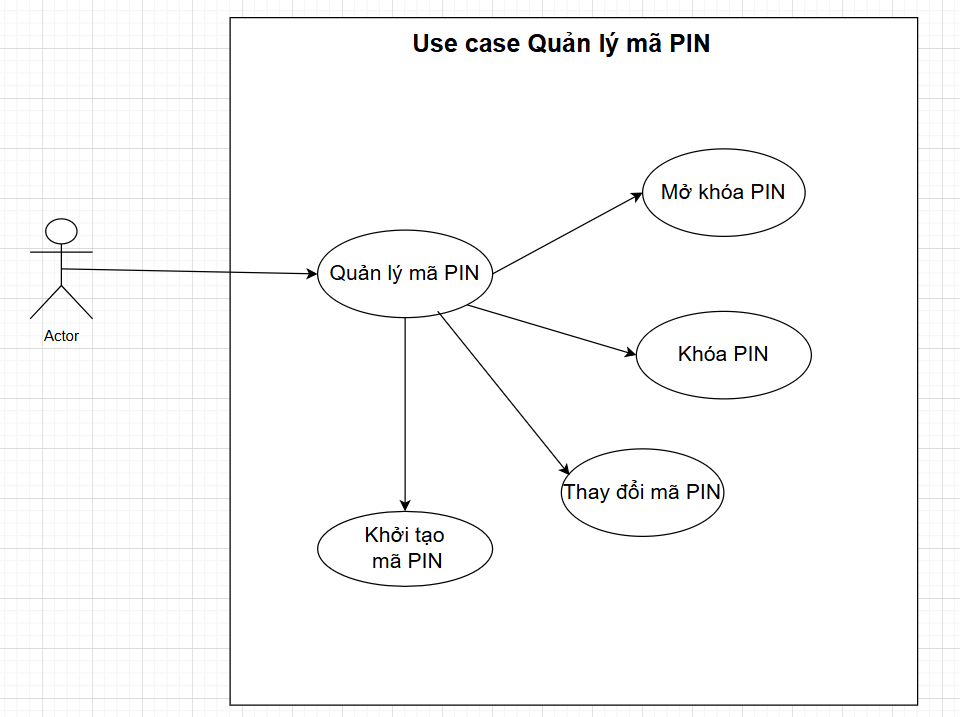 Use case Quản lý mã PIN
Mở khóa PIN
Quản lý mã PIN
Actor
Khóa PIN
Thay đổi mã PIN
Khởi tạo
mã PIN